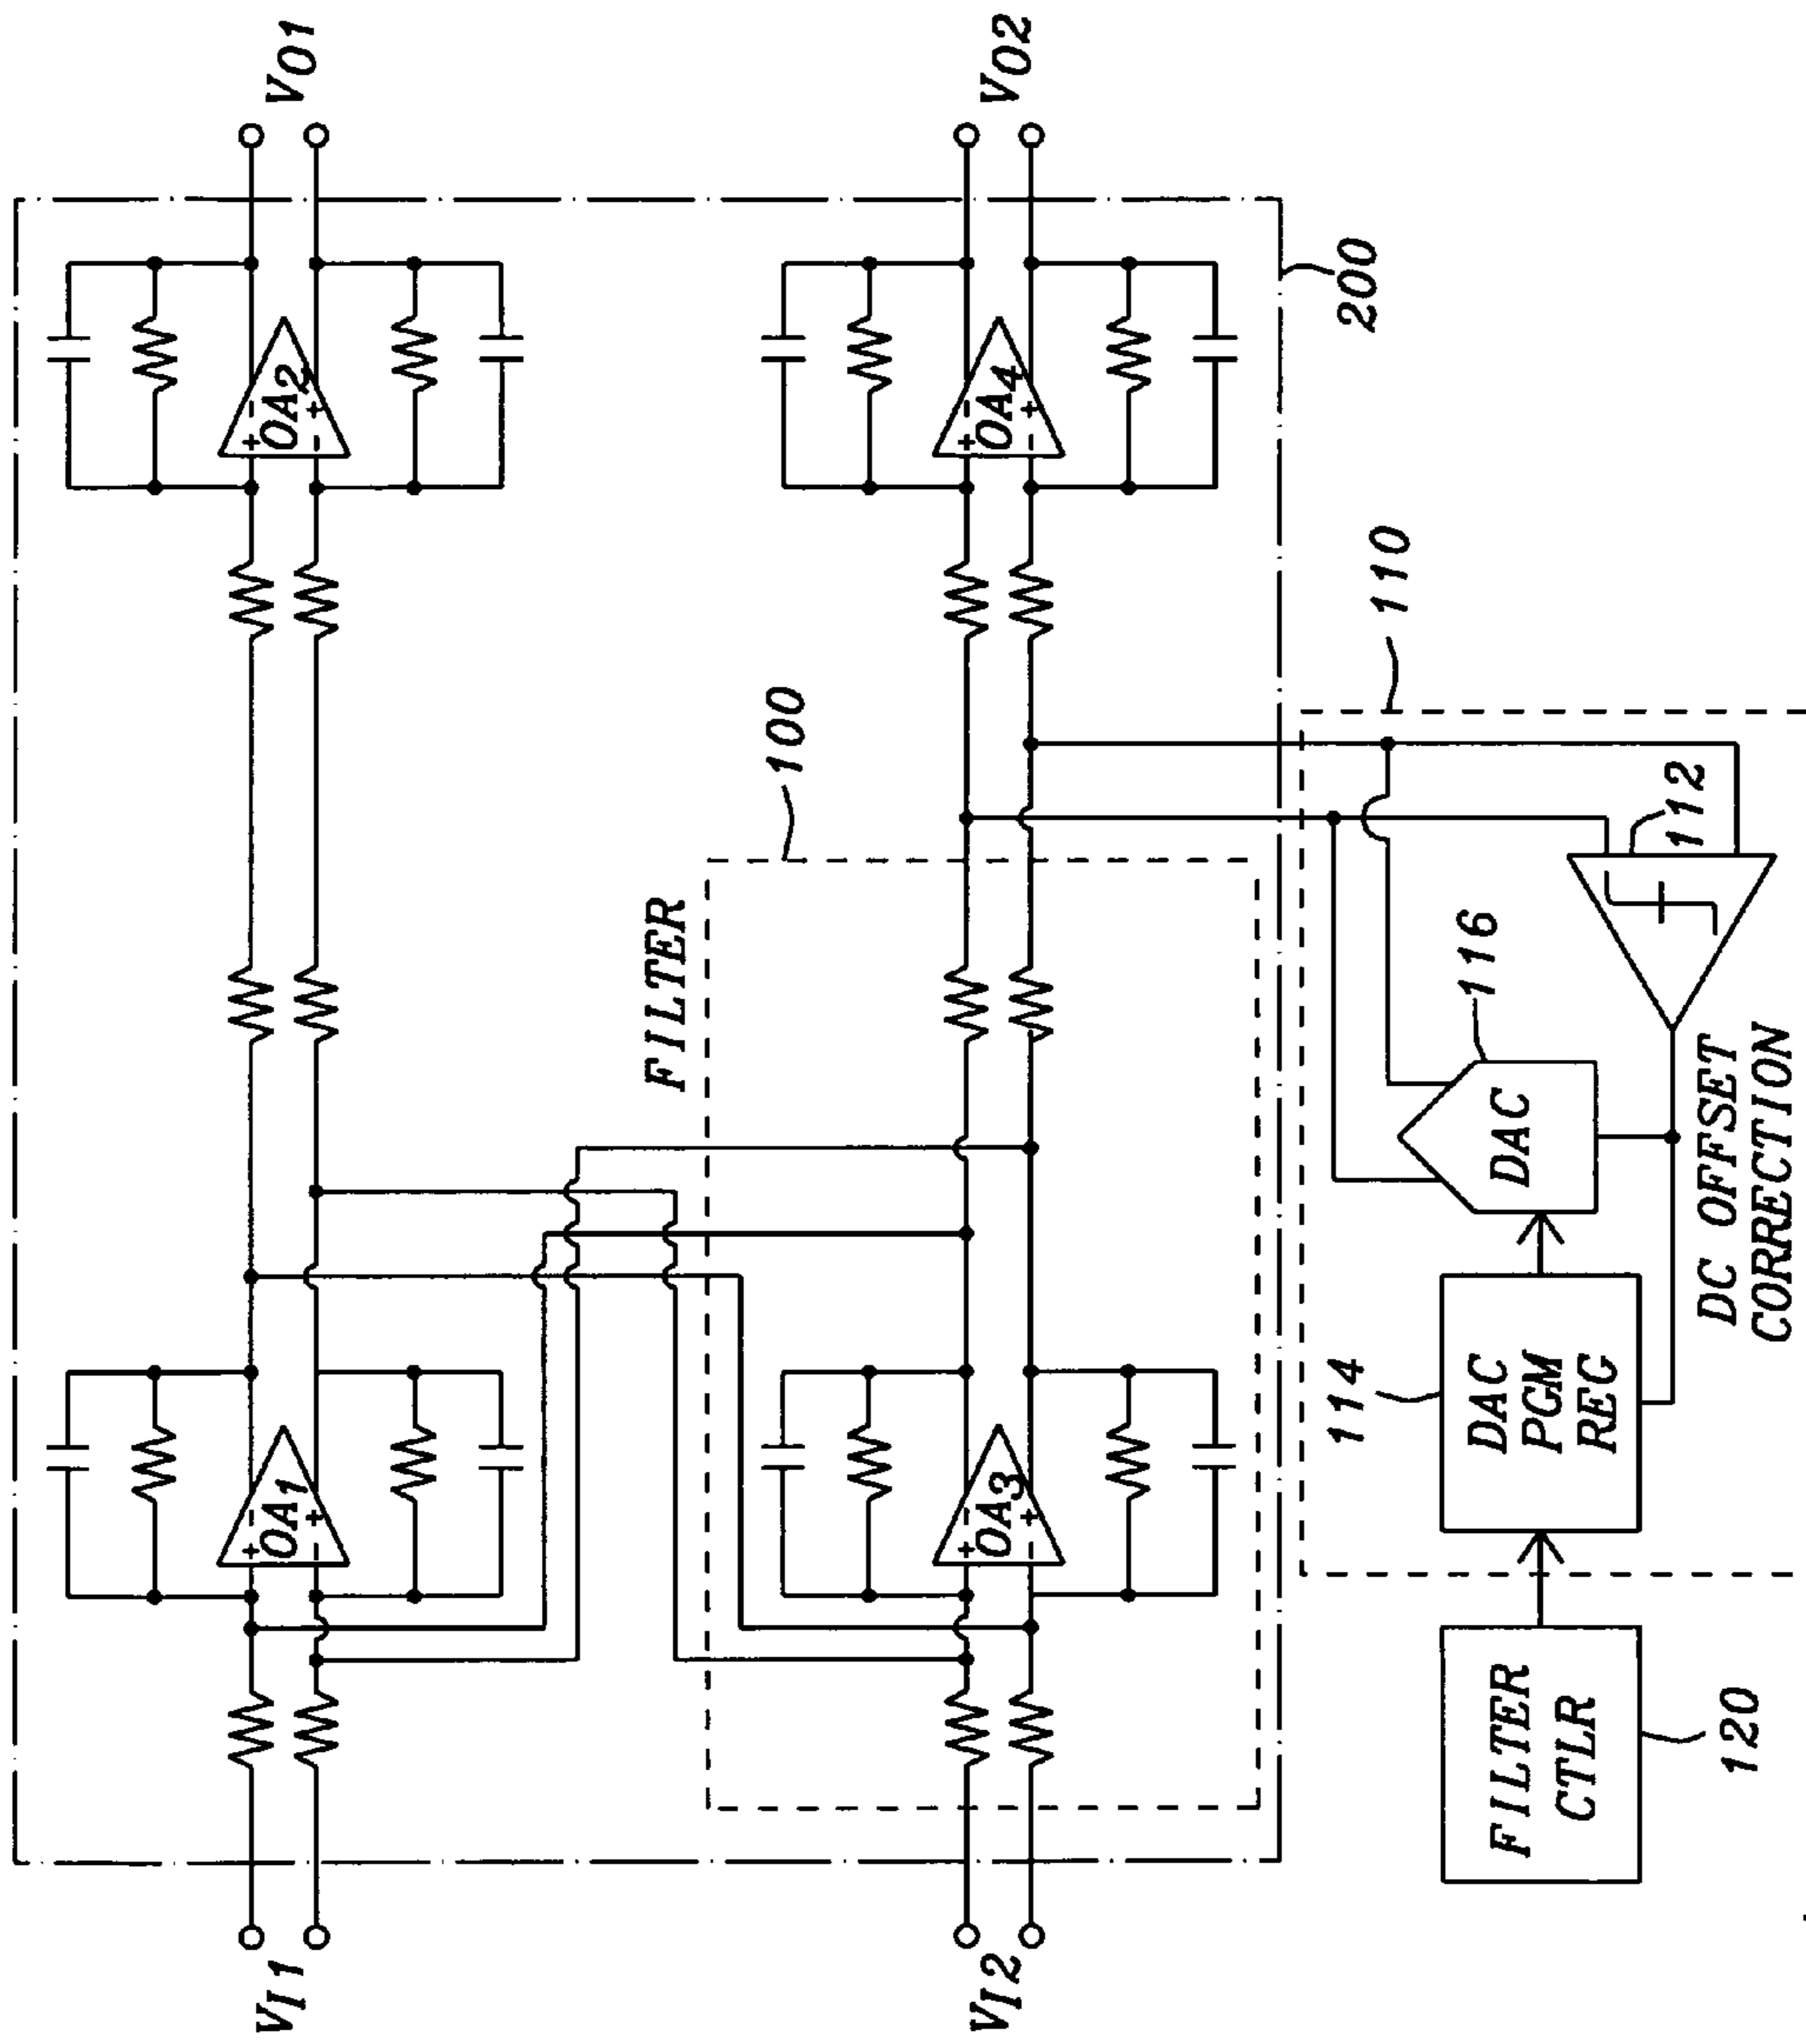 VO1
VO2
OA2
+ -
- +
OA4
+ -
- +
200
110
100
FILTER
112
116
DAC
DC OFFSET
CORRECTION
114
DAC
PGM
REG
OA1
+ -
- +
OA3
+ -
- +
FILTER
CTLR
120
VI1
VI2